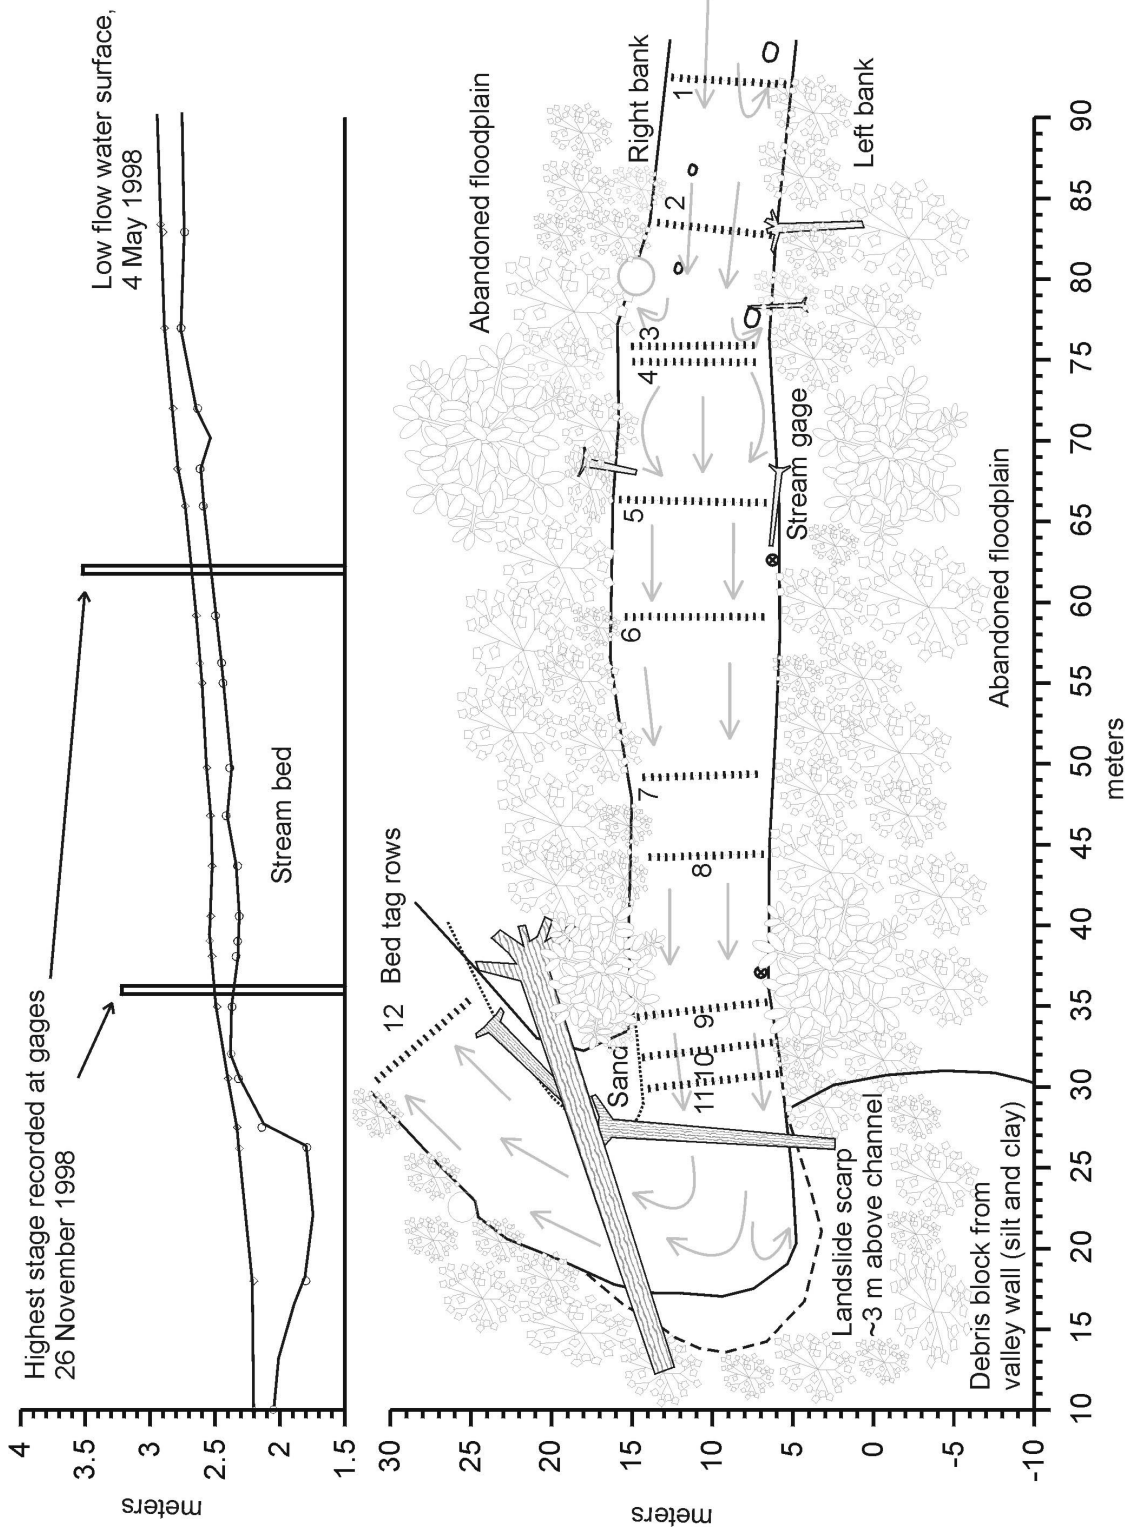 Highest stage recorded at gages
26 November 1998
Low flow water surface,
4 May 1998
Stream bed
4
3.5
3
2.5
2
1.5
meters
Bed tag rows
Abandoned floodplain
Right bank
Left bank
Stream gage
Sand
12
11
10
9
8
7
6
5
4
3
2
1
Landslide scarp
~3 m above channel
Debris block from
valley wall (silt and clay)
Abandoned floodplain
30
25
20
15
10
5
0
-5
-10
meters
10
15
20
25
30
35
40
45
50
55
60
65
70
75
80
85
90
meters